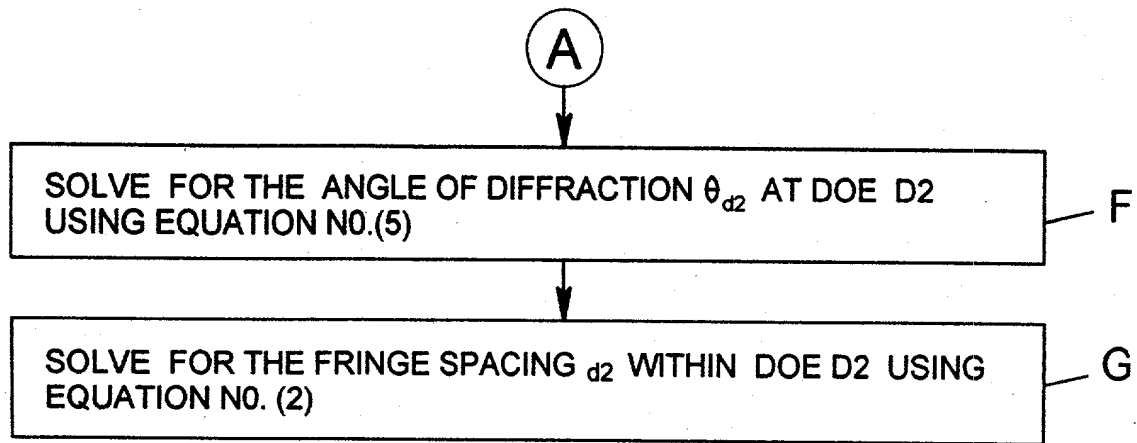 A
SOLVE FOR THE ANGLE OF DIFFRACTION θd2 AT DOE D2
USING EQUATION N0.(5)
F
SOLVE FOR THE FRINGE SPACING d2 WITHIN DOE D2 USING
EQUATION N0. (2)
G